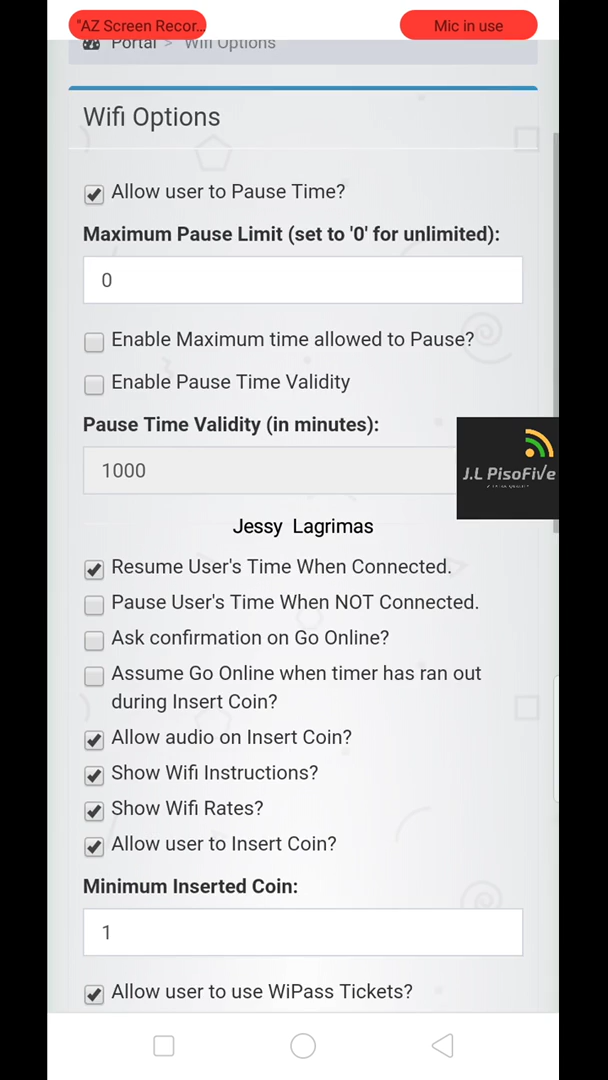 "AZ Screen Recor...
Mic in use
Portal > Wifi Options
Wifi Options
Allow user to Pause Time?
Maximum Pause Limit (set to '0' for unlimited):
0
Enable Maximum time allowed to Pause?
Enable Pause Time Validity
Pause Time Validity (in minutes):
1000
J.L PisoFive
Jessy Lagrimas
Resume User's Time When Connected.
Pause User's Time When NOT Connected.
Ask confirmation on Go Online?
Assume Go Online when timer has ran out
during Insert Coin?
Allow audio on Insert Coin?
Show Wifi Instructions?
Show Wifi Rates?
Allow user to Insert Coin?
Minimum Inserted Coin:
1
Allow user to use WiPass Tickets?